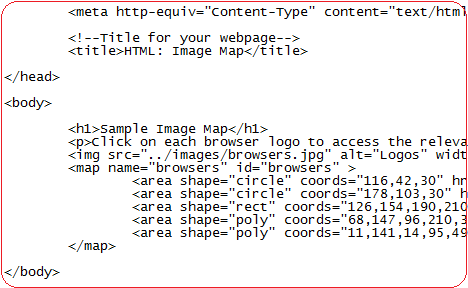 <meta http-equiv="Content-Type" content="text/html
<!--Title for your webpage-->
<title>HTML: Image Map</title>
</head>
<body>
<h1>Sample Image Map</h1>
<p>Click on each browser logo to access the releva
<img src="../images/browsers.jpg" alt="Logos" widt
<map name="browsers" id="browsers" >
<area shape="circle" coords="116,42,30" hr
<area shape="circle" coords="178,103,30" h
<area shape="rect" coords="126,154,190,210
<area shape="poly" coords="68,147,96,210,3
<area shape="poly" coords="11,141,14,95,49
</map>
</body>